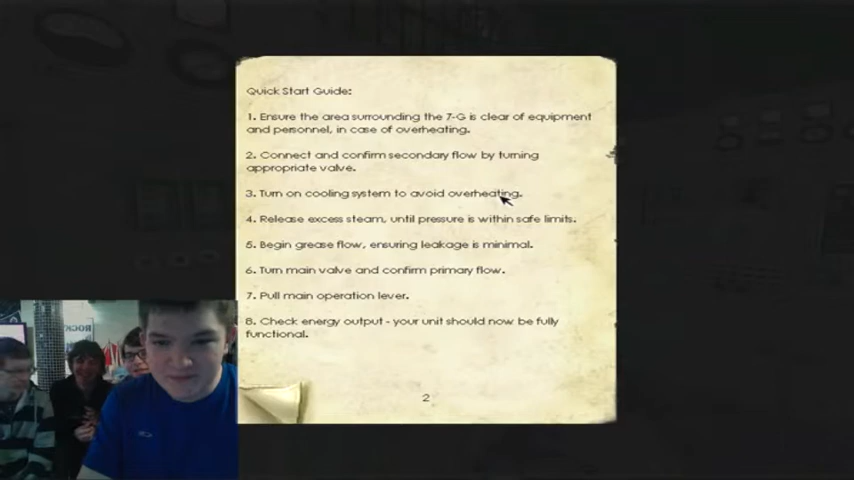 Quick Start Guide:
1. Ensure the area surrounding the 7-G is clear of equipment
and personnel, in case of overheating.
2. Connect and confirm secondary flow by turning
appropriate valve.
3. Turn on cooling system to avoid overheating.
4. Release excess steam, until pressure is within safe limits.
5. Begin grease flow, ensuring leakage is minimal.
6. Turn main valve and confirm primary flow.
7. Pull main operation lever.
8. Check energy output - your unit should now be fully
functional.
2